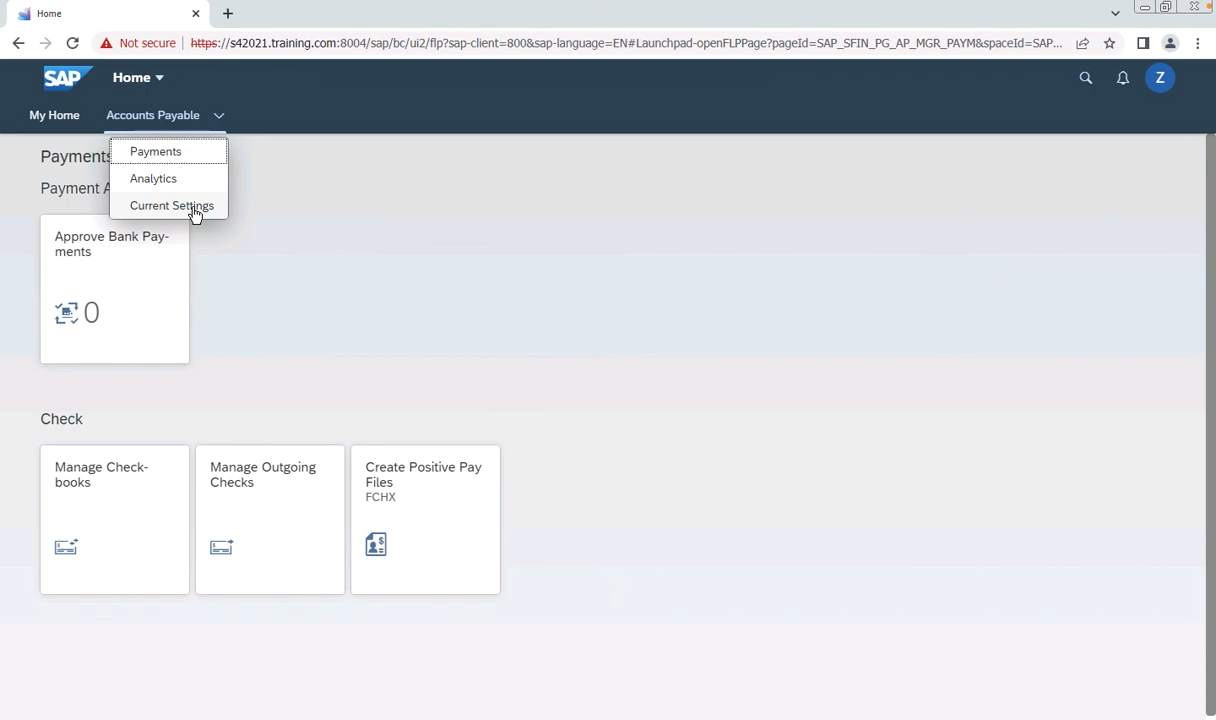 Home
Not secure
https://s42021.training.com:8004/sap/bc/ui2/flp?sap-client=800&sap-language=EN#Launchpad-openFLPPage?pageId=SAP_SFIN_PG_AP_MGR_PAYM&spaceId=SAP...
SAP
Home
Z
My Home
Accounts Payable
Payments
Analytics
Current Settings
Payments
Payment A
Approve Bank Pay-
ments
0
Check
Manage Check-
books
Manage Outgoing
Checks
Create Positive Pay
Files
FCHX